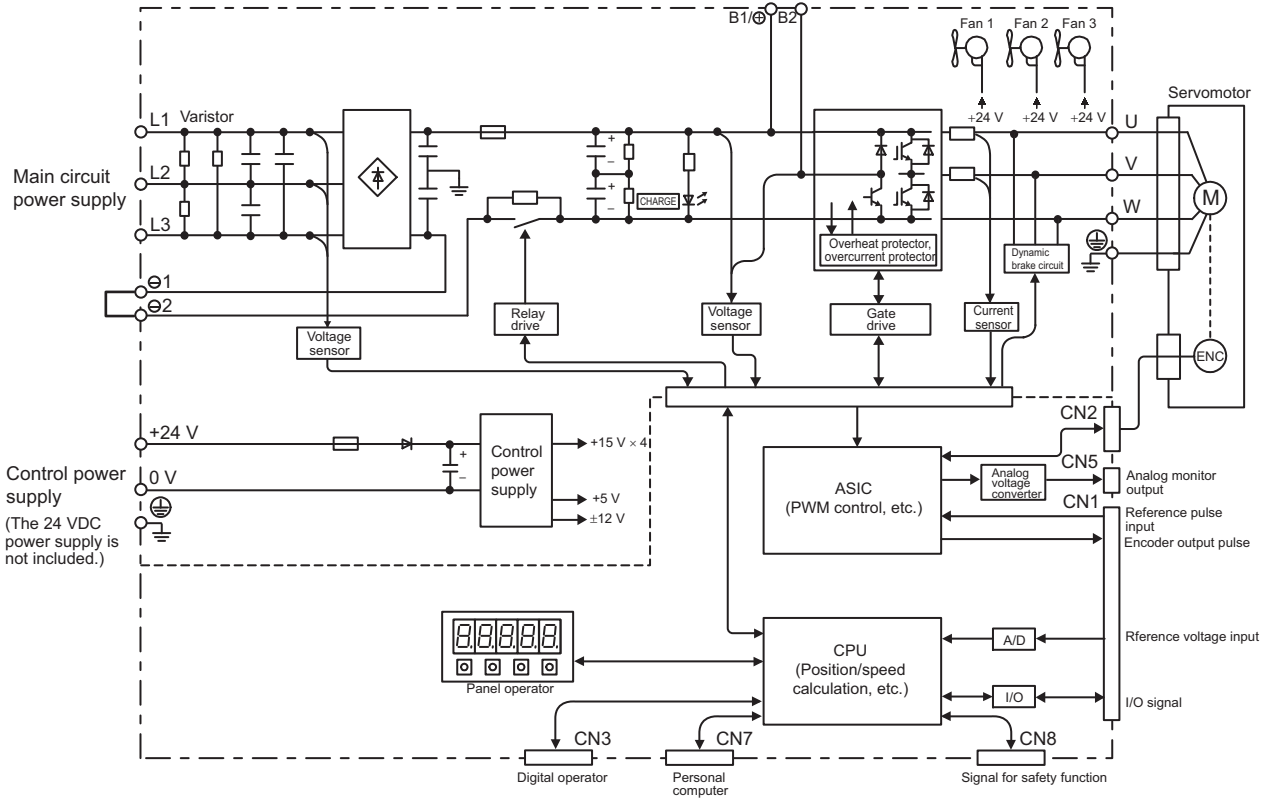 B1/⊕ B2
Fan 1 Fan 2 Fan 3
+24 V +24 V +24 V
Servomotor
Main circuit
power supply
L1
Varistor
L2
L3
⊖1
⊖2
+
–
+
–
CHARGE
Overheat protector,
overcurrent protector
U
V
W
M
Dynamic
brake circuit
Voltage
sensor
Relay
drive
Voltage
sensor
Gate
drive
Current
sensor
ENC
Control power
supply
(The 24 VDC
power supply is
not included.)
+24 V
0 V
+
–
Control
power
supply
+15 V × 4
+5 V
±12 V
ASIC
(PWM control, etc.)
Analog
voltage
converter
CN2
CN5
Analog monitor
output
CN1
Reference pulse
input
Encoder output pulse
8.8.8.8.8.
Panel operator
CPU
(Position/speed
calculation, etc.)
A/D
Rference voltage input
I/O
I/O signal
CN3
Digital operator
CN7
Personal
computer
CN8
Signal for safety function